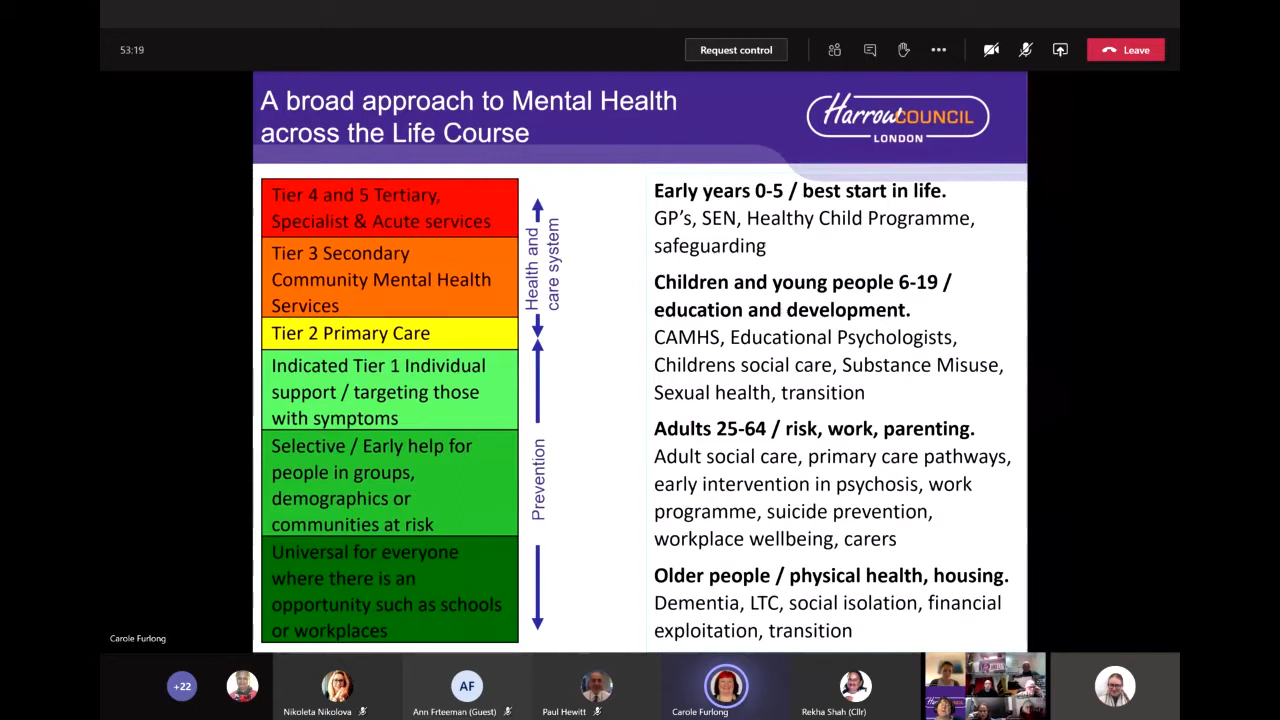 53:19
Request control
Leave
A broad approach to Mental Health
across the Life Course
Harrow COUNCIL
LONDON
Tier 4 and 5 Tertiary,
Specialist & Acute services
Tier 3 Secondary
Community Mental Health
Services
Tier 2 Primary Care
Indicated Tier 1 Individual
support / targeting those
with symptoms
Selective / Early help for
people in groups,
demographics or
communities at risk
Universal for everyone
where there is an
opportunity such as schools
or workplaces
Health and
care system
Prevention
Early years 0-5 / best start in life.
GP's, SEN, Healthy Child Programme,
safeguarding
Children and young people 6-19 /
education and development.
CAMHS, Educational Psychologists,
Childrens social care, Substance Misuse,
Sexual health, transition
Adults 25-64 / risk, work, parenting.
Adult social care, primary care pathways,
early intervention in psychosis, work
programme, suicide prevention,
workplace wellbeing, carers
Older people / physical health, housing.
Dementia, LTC, social isolation, financial
exploitation, transition
Carole Furlong
+22
AF
Nikoleta Nikolova
Ann Frteeman (Guest)
Paul Hewitt
Carole Furlong
Rekha Shah (Cllr)